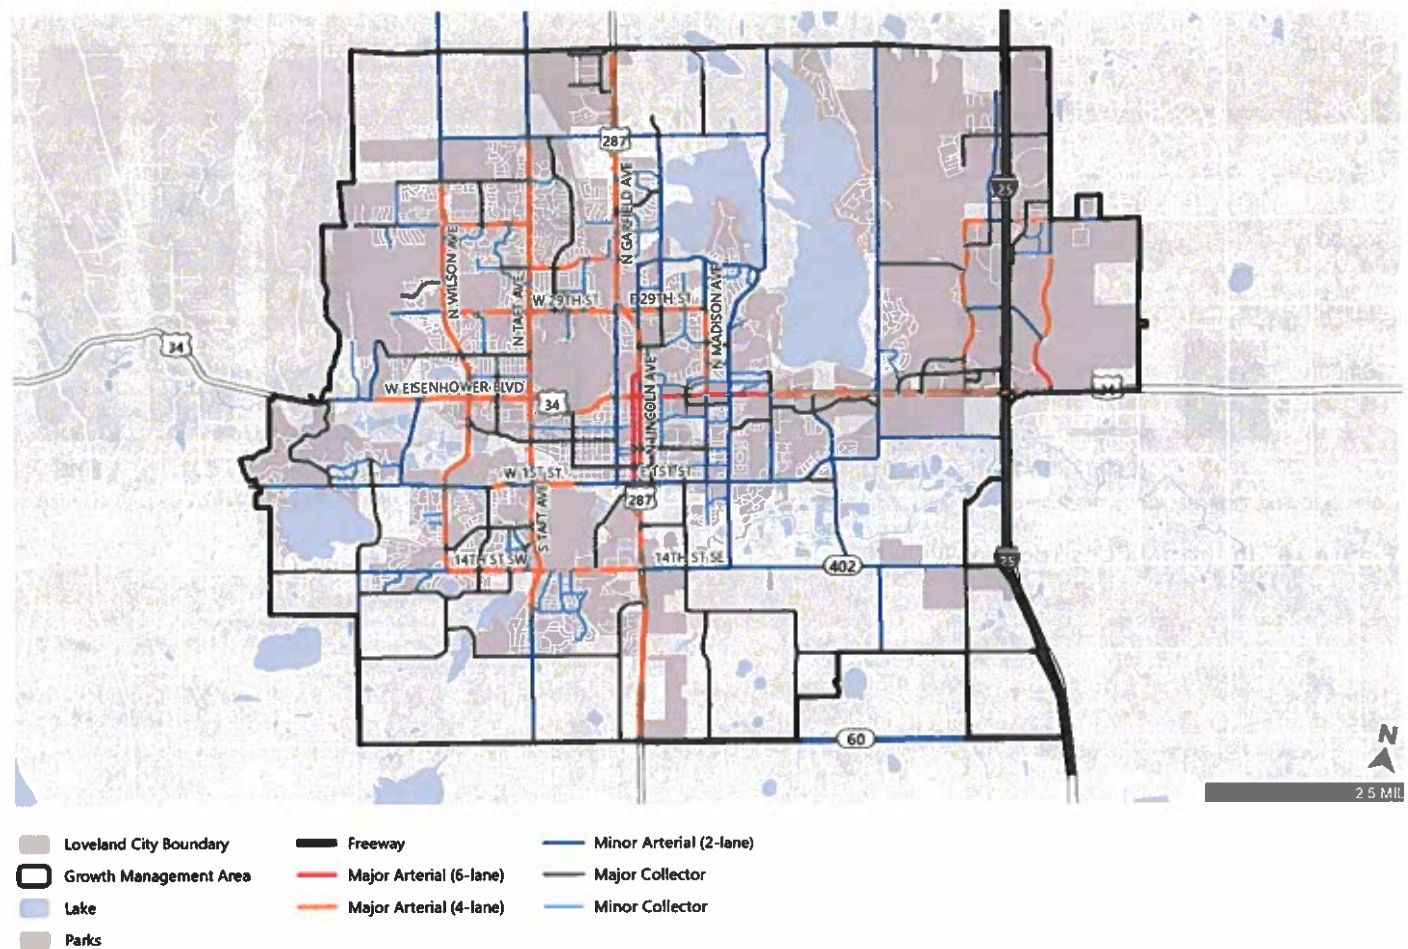 287
N GARFIELD AVE
25
N WILSON AVE
N TAFT AVE
W 29TH ST
E 29TH ST
N MADISON AVE
34
W EISENHOWER BLVD
34
34
N LINCOLN AVE
W 1ST ST
E 1ST ST
287
S TAFT AVE
14TH ST SW
14TH ST SE
402
25
60
N
2.5 MIL
Loveland City Boundary
Growth Management Area
Lake
Parks
Freeway
Major Arterial (6-lane)
Major Arterial (4-lane)
Minor Arterial (2-lane)
Major Collector
Minor Collector